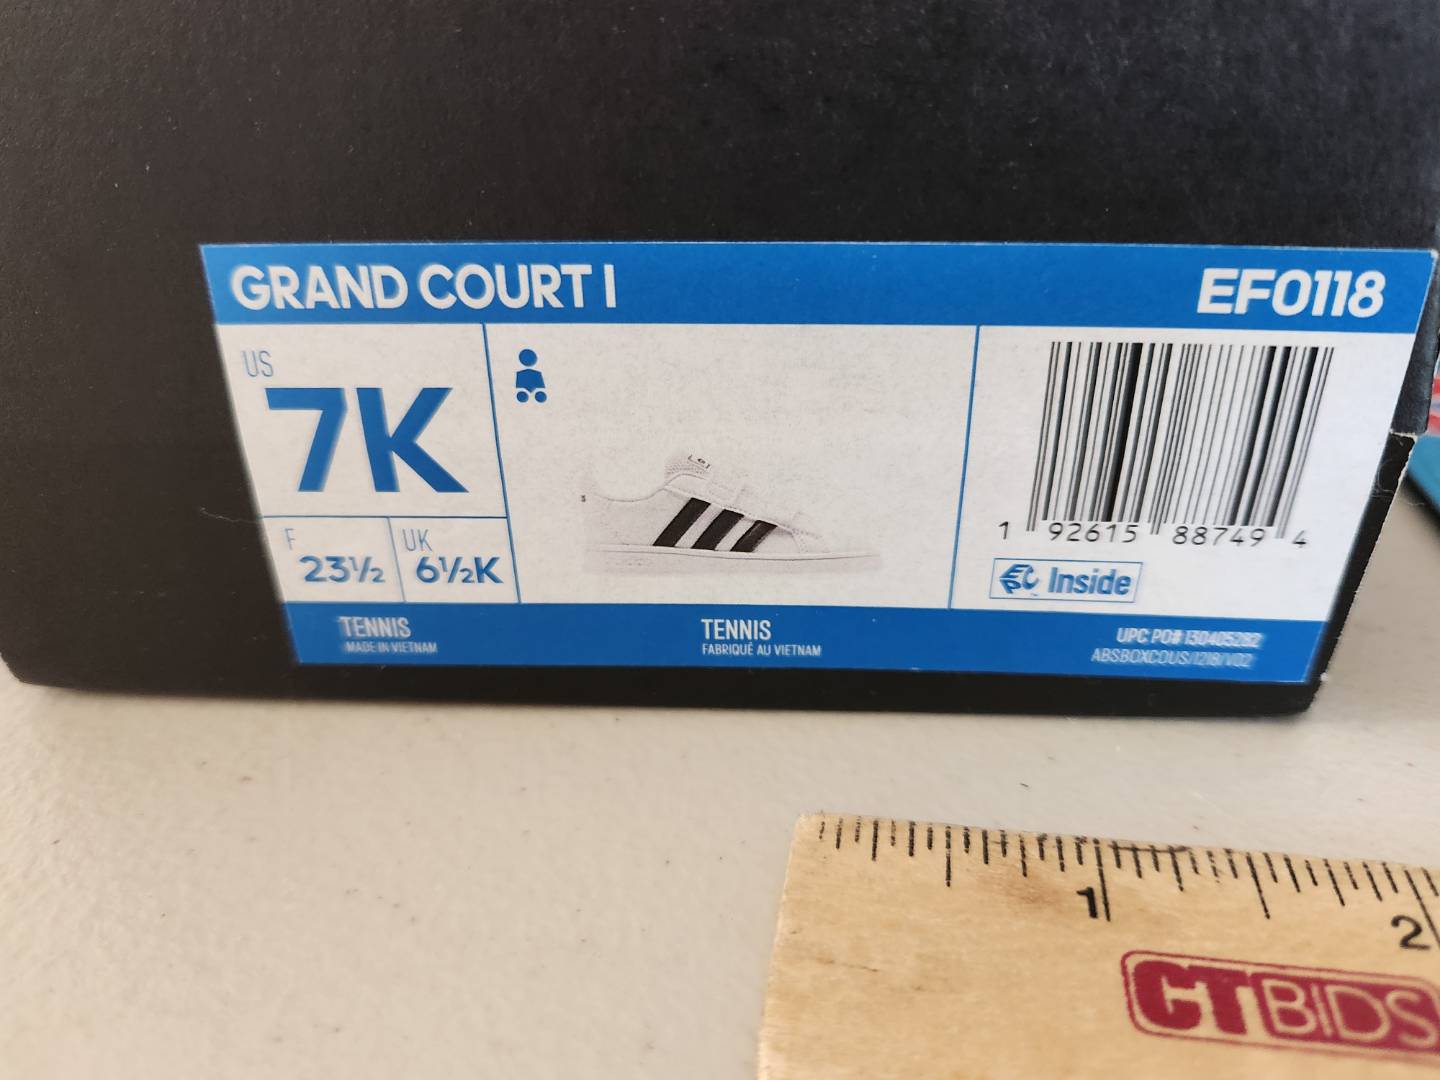 GRAND COURT I
EF0118
US
7K
F
23½
UK
6½K
1 92615 88749 4
Inside
TENNIS
MADE IN VIETNAM
TENNIS
FABRIQUÉ AU VIETNAM
UPC PO# 130405282
ABSBOXCOUS/1218/V02
1
2
CTBIDS